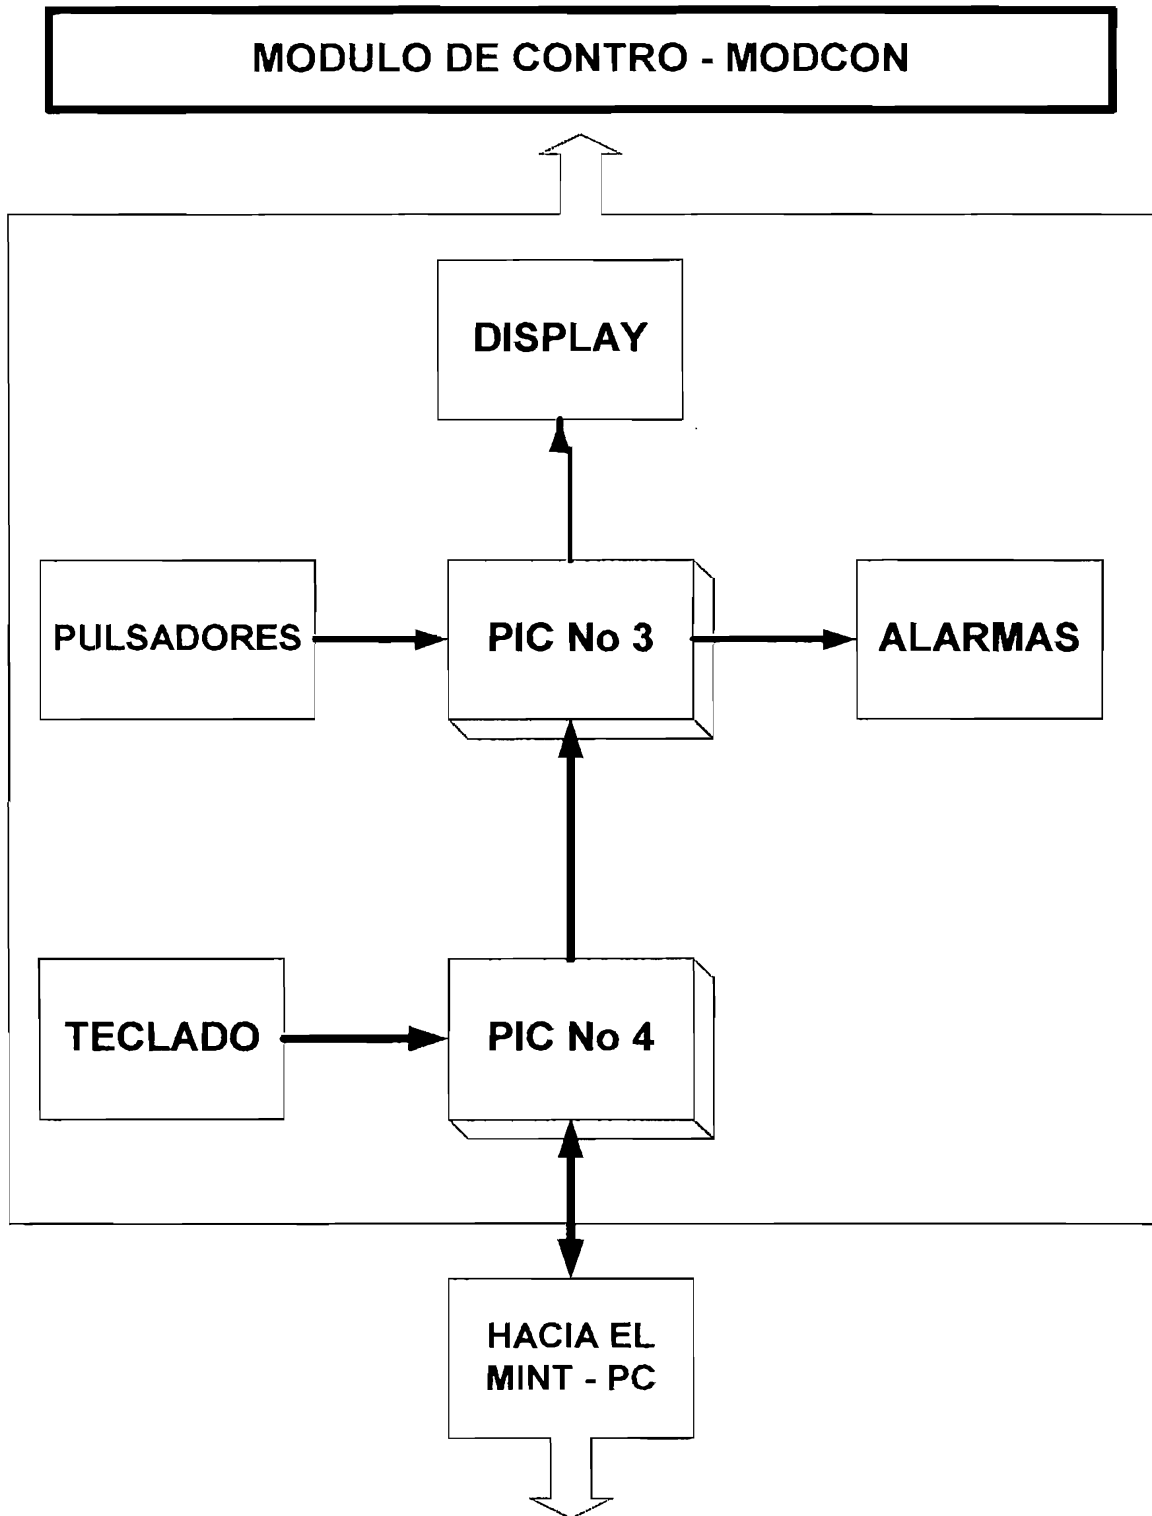 MODULO DE CONTRO - MODCON
DISPLAY
PULSADORES
PIC No 3
ALARMAS
TECLADO
PIC No 4
HACIA EL
MINT - PC